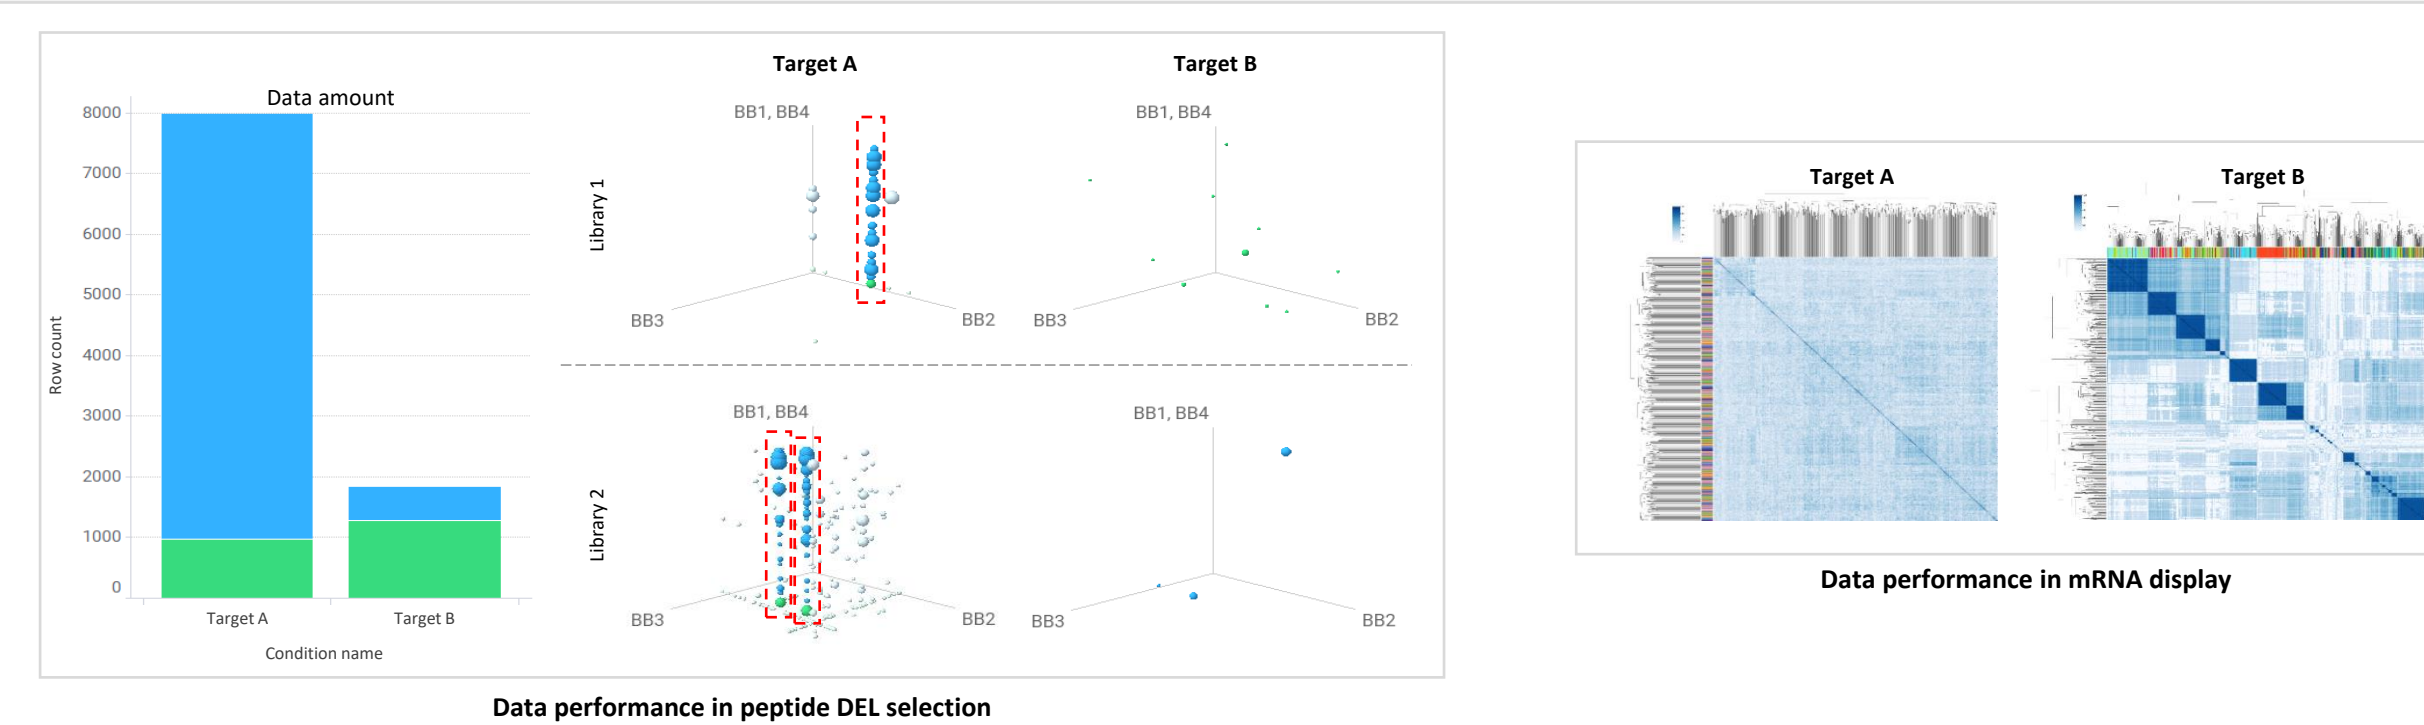 Data amount
8000
7000
6000
5000
4000
3000
2000
1000
0
Row count
Target A
Target B
Condition name
Target A
Target B
Library 1
BB1, BB4
BB3
BB2
BB1, BB4
BB3
BB2
Library 2
BB1, BB4
BB3
BB2
BB1, BB4
BB3
BB2
Data performance in peptide DEL selection
Target A
Target B
Data performance in mRNA display